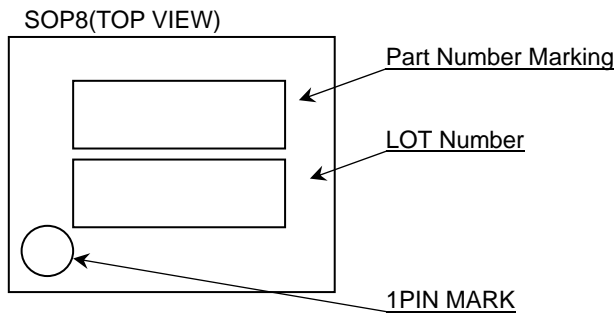 SOP8(TOP VIEW)
Part Number Marking
LOT Number
1PIN MARK